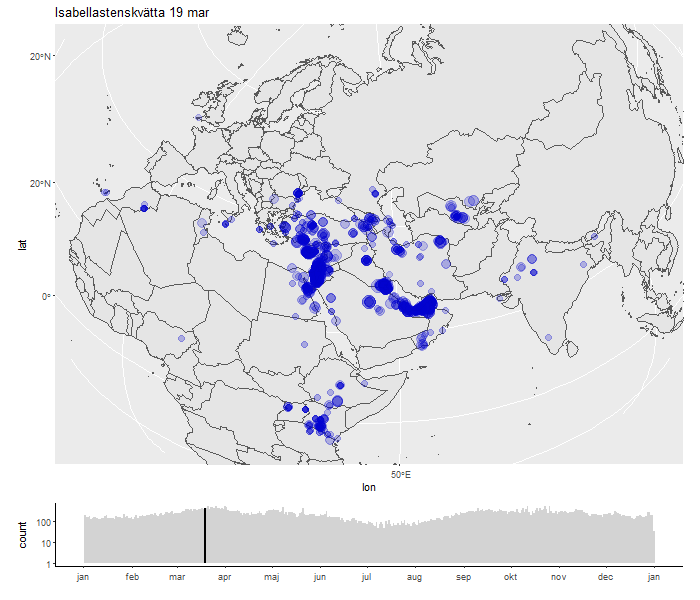 Isabellastenskvätta 19 mar
20°N
20°N
0°
lat
50°E
lon
count
100
10
1
jan feb mar apr maj jun jul aug sep okt nov dec jan